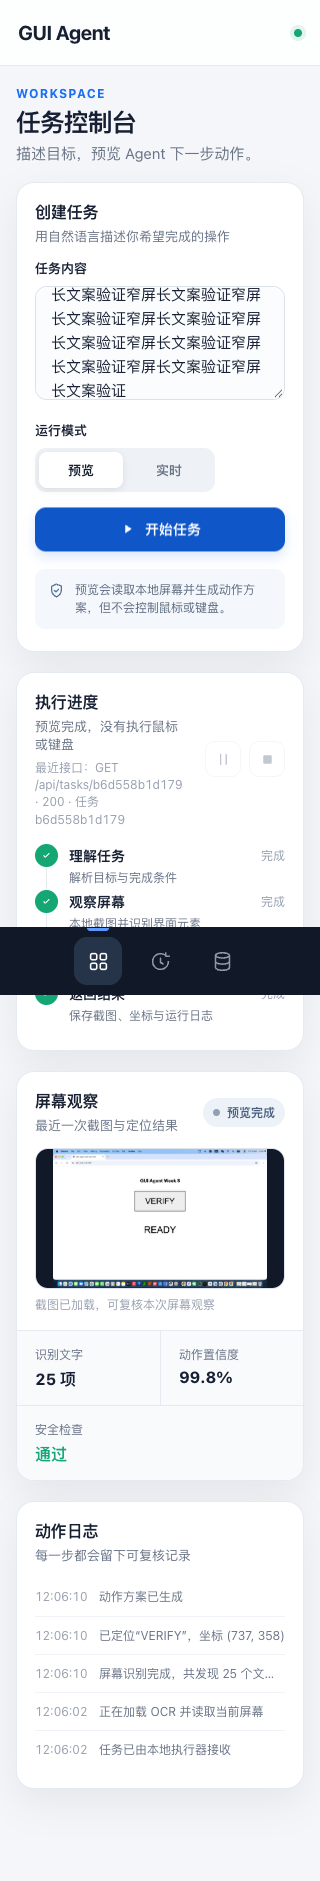 GUI Agent
WORKSPACE
任务控制台
描述目标，预览 Agent 下一步动作。
创建任务
用自然语言描述你希望完成的操作
任务内容
长文案验证窄屏长文案验证窄屏
长文案验证窄屏长文案验证窄屏
长文案验证窄屏长文案验证窄屏
长文案验证窄屏长文案验证窄屏
长文案验证
运行模式
预览 实时
开始任务
预览会读取本地屏幕并生成动作方
案，但不会控制鼠标或键盘。
执行进度
预览完成，没有执行鼠标
或键盘
最近接口：GET
/api/tasks/b6d558b1d179
· 200 · 任务
b6d558b1d179
理解任务 完成
解析目标与完成条件
观察屏幕 完成
本地截图并识别界面元素
返回结果 完成
保存截图、坐标与运行日志
屏幕观察
最近一次截图与定位结果
预览完成
GUI Agent Week 8
VERIFY
READY
截图已加载，可复核本次屏幕观察
识别文字 动作置信度
25 项 99.8%
安全检查
通过
动作日志
每一步都会留下可复核记录
12:06:10 动作方案已生成
12:06:10 已定位“VERIFY”，坐标 (737, 358)
12:06:10 屏幕识别完成，共发现 25 个文...
12:06:02 正在加载 OCR 并读取当前屏幕
12:06:02 任务已由本地执行器接收